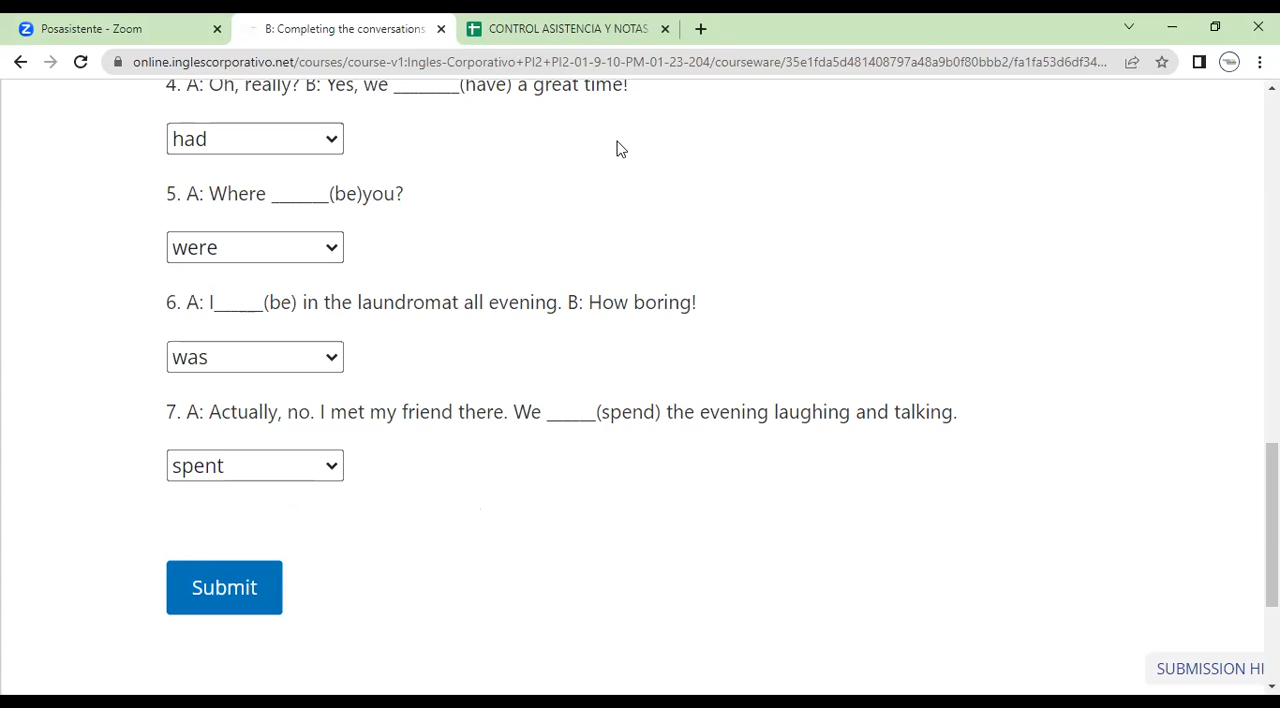 Posasistente - Zoom
B: Completing the conversations
CONTROL ASISTENCIA Y NOTAS
online.inglescorporativo.net/courses/course-v1:Ingles-Corporativo+PI2+PI2-01-9-10-PM-01-23-204/courseware/35e1fda5d481408797a48a9b0f80bbb2/fa1fa53d6df34...
4. A: Oh, really? B: Yes, we ________(have) a great time!
had
5. A: Where _______(be)you?
were
6. A: I______(be) in the laundromat all evening. B: How boring!
was
7. A: Actually, no. I met my friend there. We ______(spend) the evening laughing and talking.
spent
Submit
SUBMISSION HI